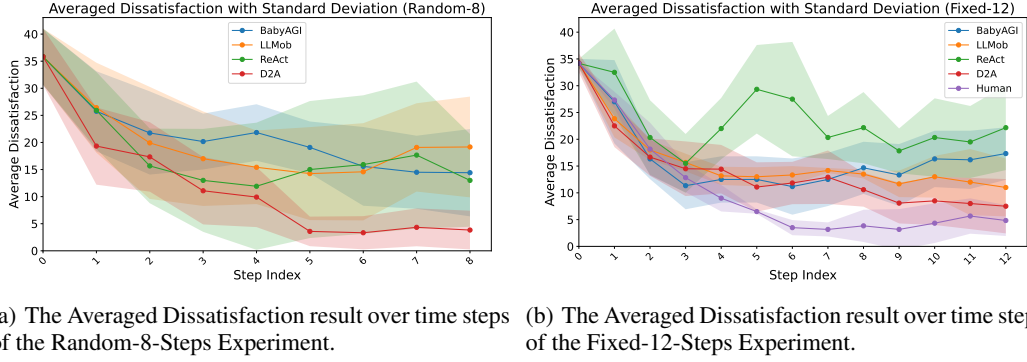 Averaged Dissatisfaction with Standard Deviation (Random-8)
40
35
30
25
20
15
10
5
0
Average Dissatisfaction
BabyAGI
LLMob
ReAct
D2A
0 1 2 3 4 5 6 7 8
Step Index
a) The Averaged Dissatisfaction result over time steps
of the Random-8-Steps Experiment.
Averaged Dissatisfaction with Standard Deviation (Fixed-12)
40
35
30
25
20
15
10
5
0
Average Dissatisfaction
BabyAGI
LLMob
ReAct
D2A
Human
0 1 2 3 4 5 6 7 8 9 10 11 12
Step Index
(b) The Averaged Dissatisfaction result over time step
of the Fixed-12-Steps Experiment.